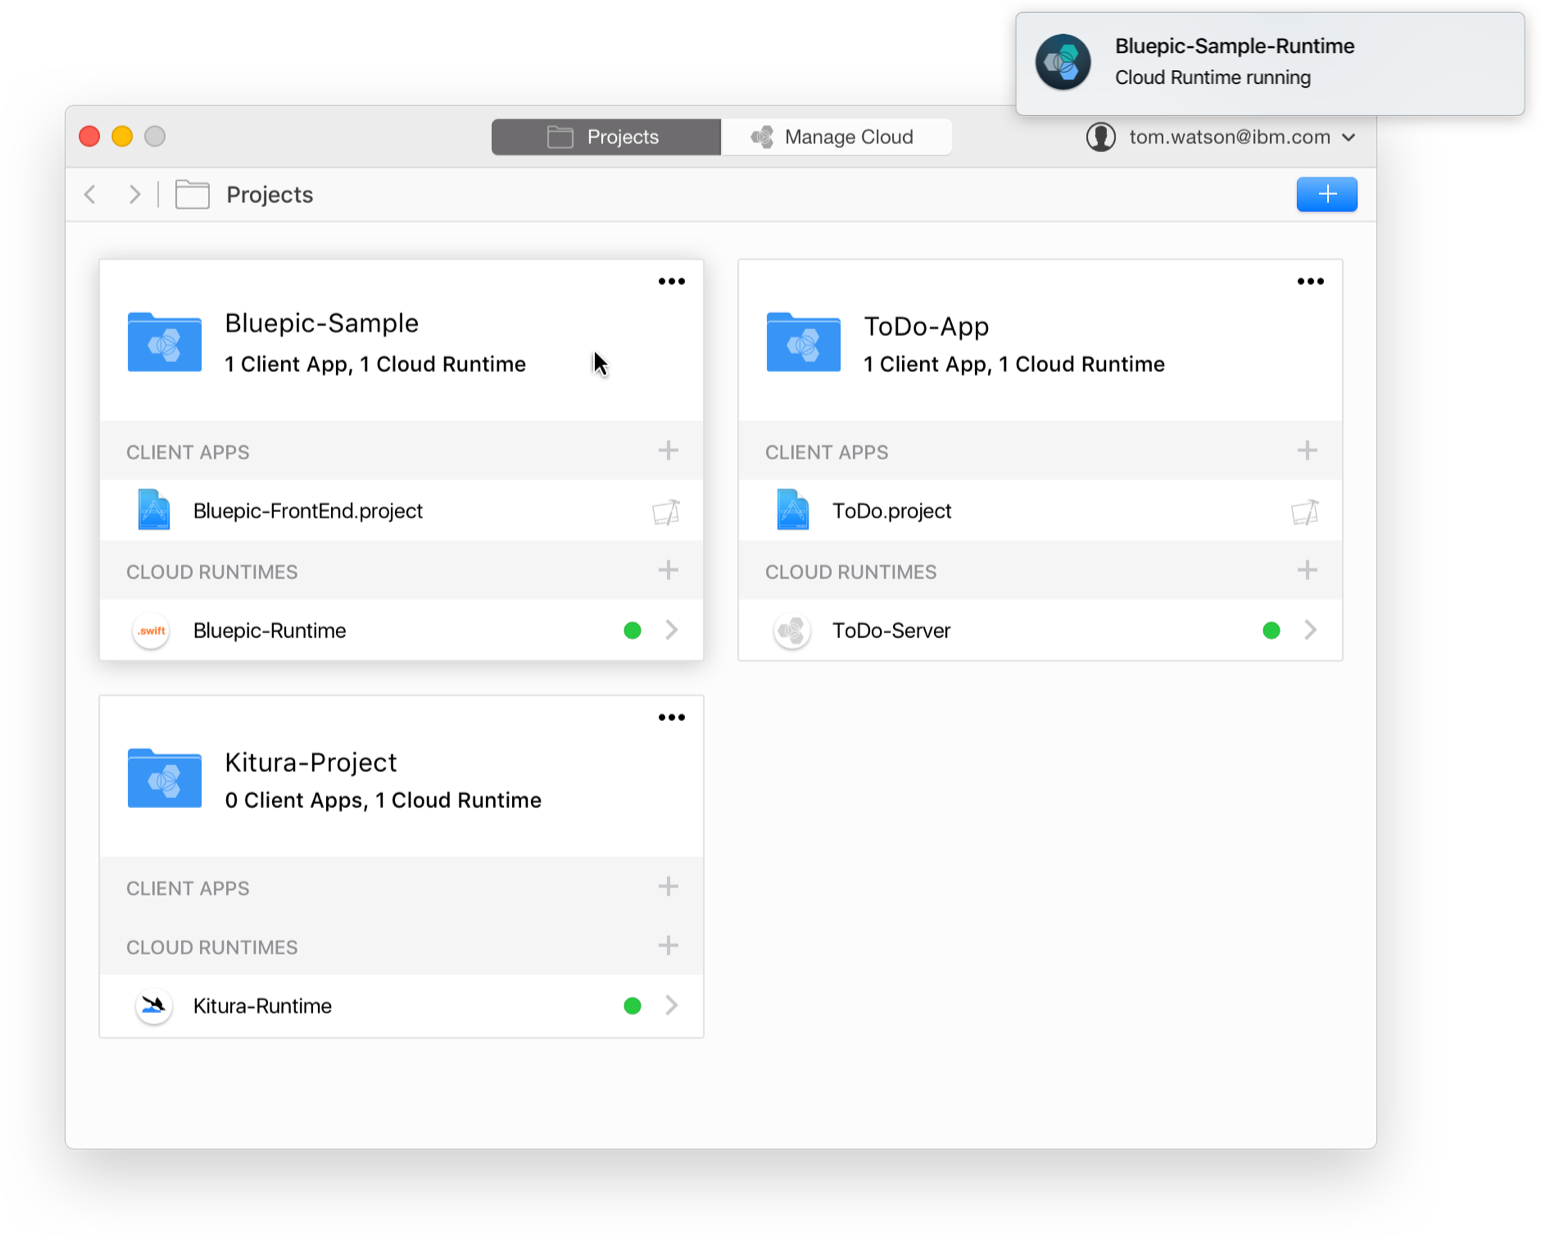 Bluepic-Sample-Runtime
Cloud Runtime running
Projects
Manage Cloud
tom.watson@ibm.com
Projects
Bluepic-Sample
1 Client App, 1 Cloud Runtime
CLIENT APPS
Bluepic-FrontEnd.project
CLOUD RUNTIMES
.swift
Bluepic-Runtime
ToDo-App
1 Client App, 1 Cloud Runtime
CLIENT APPS
ToDo.project
CLOUD RUNTIMES
ToDo-Server
Kitura-Project
0 Client Apps, 1 Cloud Runtime
CLIENT APPS
CLOUD RUNTIMES
Kitura-Runtime